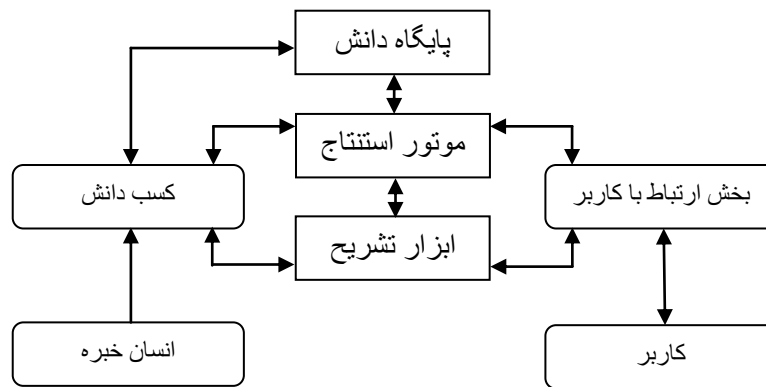 پایگاه دانش
موتور استنتاج
کسب دانش
بخش ارتباط با کاربر
ابزار تشریح
انسان خبره
کاربر